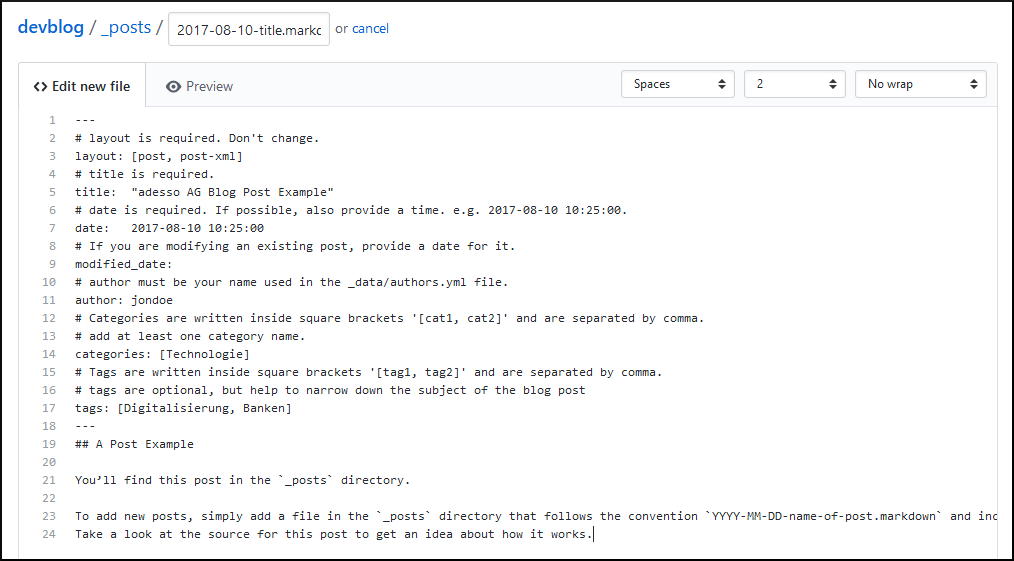 devblog / _posts / 2017-08-10-title.markc or cancel
Edit new file Preview Spaces 2 No wrap
1 ---
2 # layout is required. Don't change.
3 layout: [post, post-xml]
4 # title is required.
5 title:  "adesso AG Blog Post Example"
6 # date is required. If possible, also provide a time. e.g. 2017-08-10 10:25:00.
7 date:   2017-08-10 10:25:00
8 # If you are modifying an existing post, provide a date for it.
9 modified_date:
10 # author must be your name used in the _data/authors.yml file.
11 author: jondoe
12 # Categories are written inside square brackets '[cat1, cat2]' and are separated by comma.
13 # add at least one category name.
14 categories: [Technologie]
15 # Tags are written inside square brackets '[tag1, tag2]' and are separated by comma.
16 # tags are optional, but help to narrow down the subject of the blog post
17 tags: [Digitalisierung, Banken]
18 ---
19 ## A Post Example
20
21 You’ll find this post in the `_posts` directory.
22
23 To add new posts, simply add a file in the `_posts` directory that follows the convention `YYYY-MM-DD-name-of-post.markdown` and inc
24 Take a look at the source for this post to get an idea about how it works.